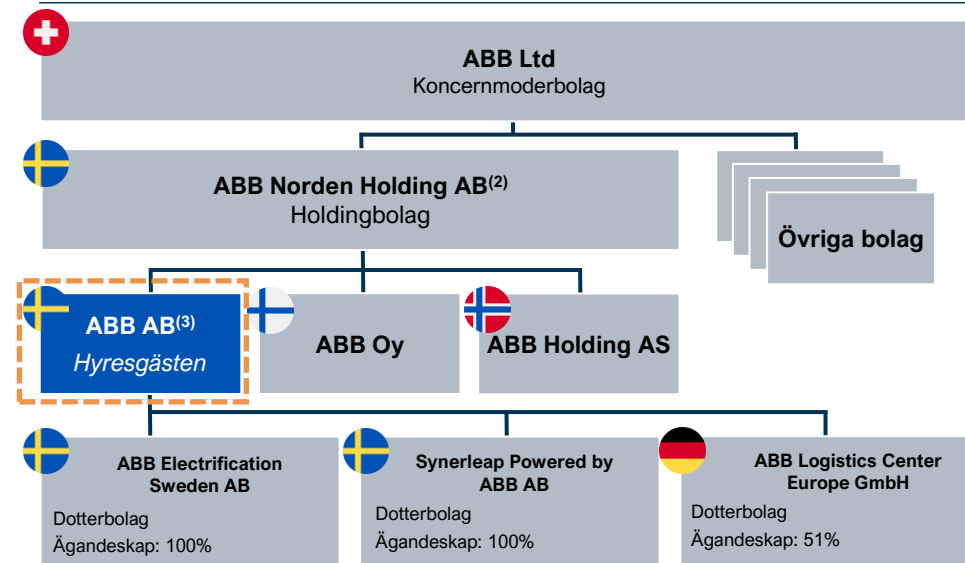 ABB Ltd
Koncernmoderbolag
ABB Norden Holding AB(2)
Holdingbolag
Övriga bolag
ABB AB(3)
Hyresgästen
ABB Oy
ABB Holding AS
ABB Electrification
Sweden AB
Dotterbolag
Ägandeskap: 100%
Synerleap Powered by
ABB AB
Dotterbolag
Ägandeskap: 100%
ABB Logistics Center
Europe GmbH
Dotterbolag
Ägandeskap: 51%